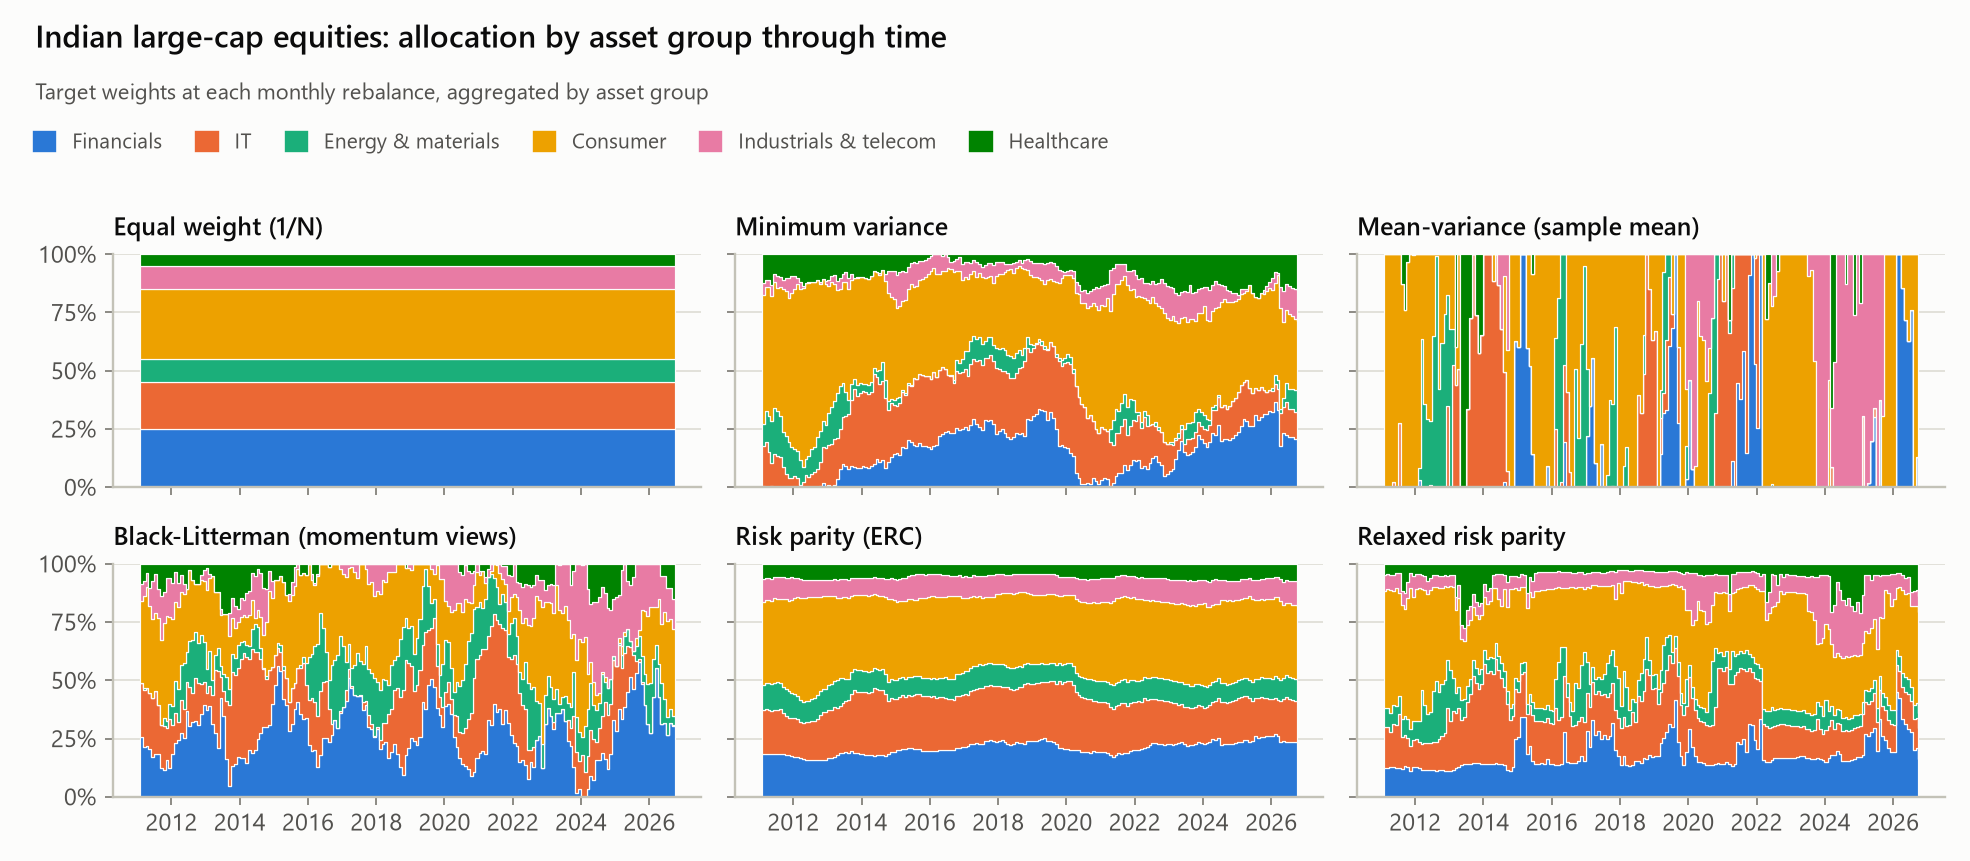 Indian large-cap equities: allocation by asset group through time
Target weights at each monthly rebalance, aggregated by asset group
Financials IT Energy & materials Consumer Industrials & telecom Healthcare
Equal weight (1/N) Minimum variance Mean-variance (sample mean)
100%
75%
50%
25%
0%
Black-Litterman (momentum views) Risk parity (ERC) Relaxed risk parity
100%
75%
50%
25%
0%
2012 2014 2016 2018 2020 2022 2024 2026 2012 2014 2016 2018 2020 2022 2024 2026 2012 2014 2016 2018 2020 2022 2024 2026